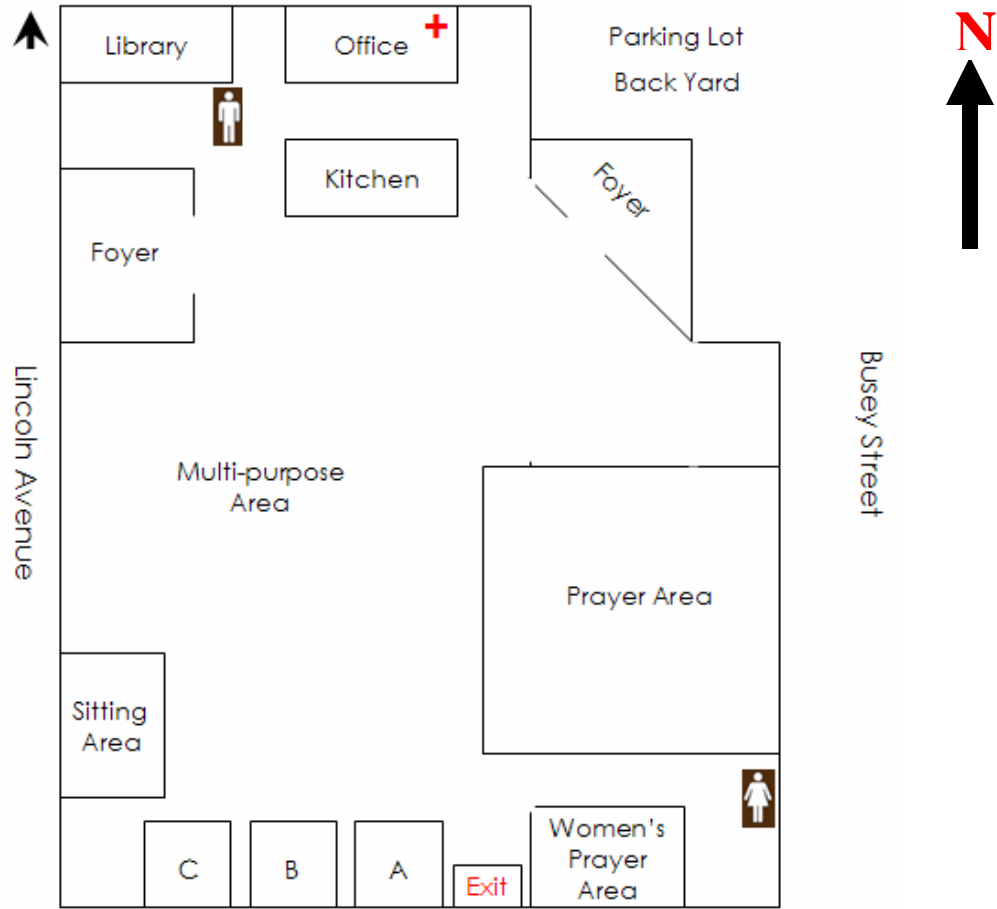 Library
Office
Parking Lot
Back Yard
N
Kitchen
Foyer
Foyer
Lincoln Avenue
Busey Street
Multi-purpose
Area
Prayer Area
Sitting
Area
C
B
A
Exit
Women's
Prayer
Area